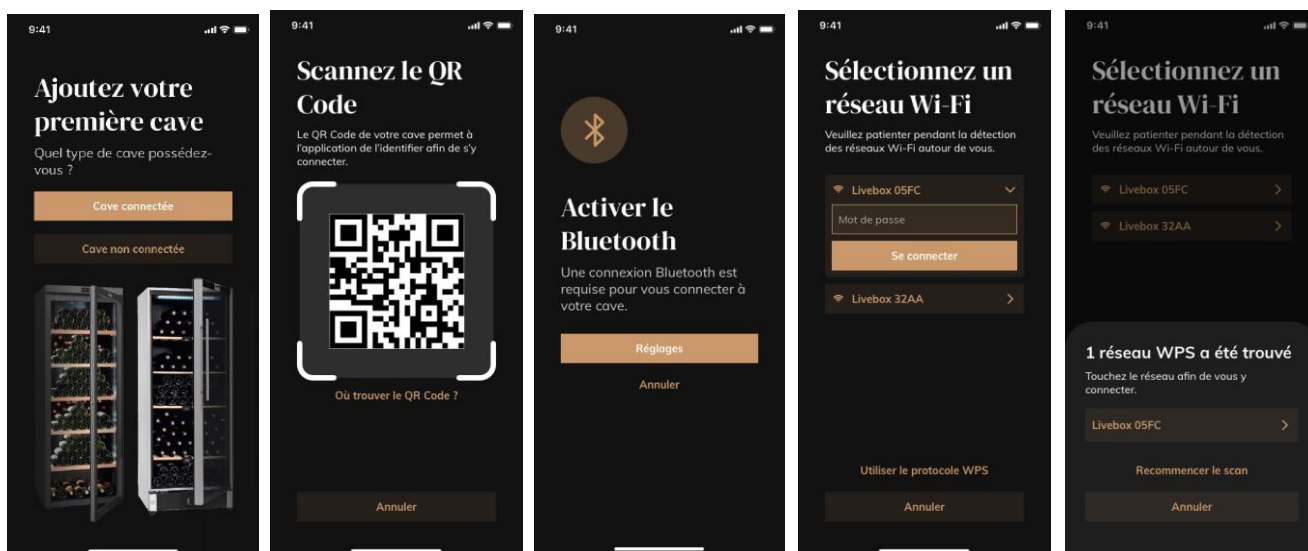 9:41
Ajoutez votre
première cave
Quel type de cave possédez-
vous ?
Cave connectée
Cave non connectée
9:41
Scannez le QR
Code
Le QR Code de votre cave permet à
l'application de l'identifier afin de s'y
connecter.
Où trouver le QR Code ?
Annuler
9:41
Activer le
Bluetooth
Une connexion Bluetooth est
requise pour vous connecter à
votre cave.
Réglages
Annuler
9:41
Sélectionnez un
réseau Wi-Fi
Veuillez patienter pendant la détection
des réseaux Wi-Fi autour de vous.
Livebox 05FC
Mot de passe
Se connecter
Livebox 32AA
Utiliser le protocole WPS
Annuler
9:41
Sélectionnez un
réseau Wi-Fi
Veuillez patienter pendant la détection
des réseaux Wi-Fi autour de vous.
Livebox 05FC
Livebox 32AA
1 réseau WPS a été trouvé
Touchez le réseau afin de vous y
connecter.
Livebox 05FC
Recommencer le scan
Annuler